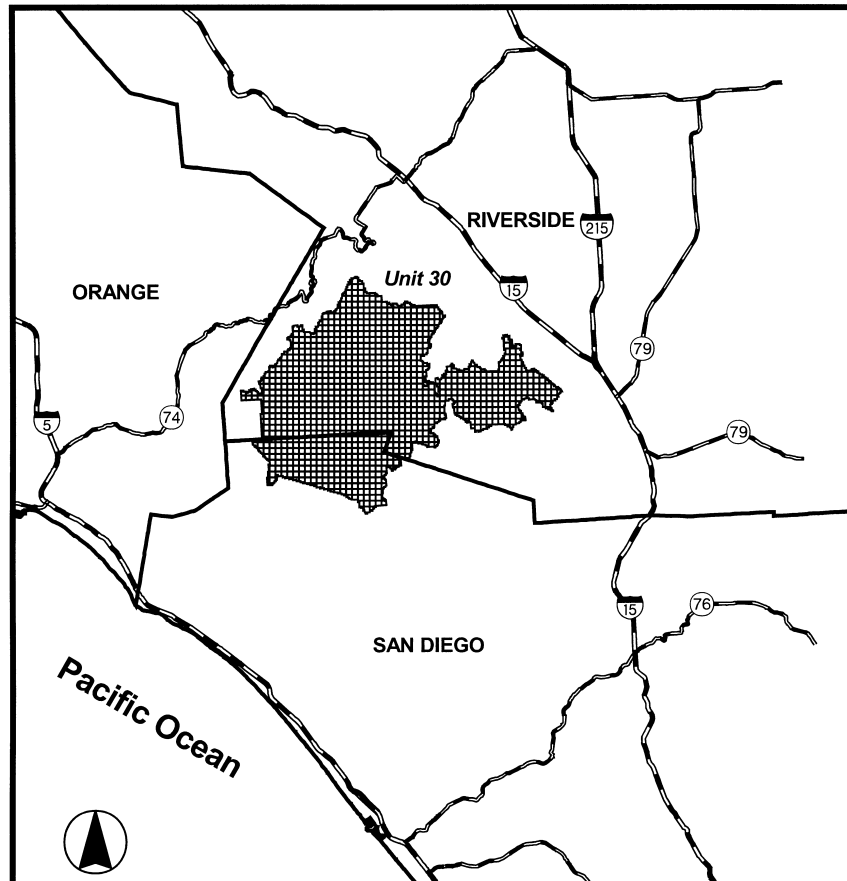 RIVERSIDE
215
Unit 30
15
ORANGE
79
74
5
79
15
76
SAN DIEGO
Pacific Ocean